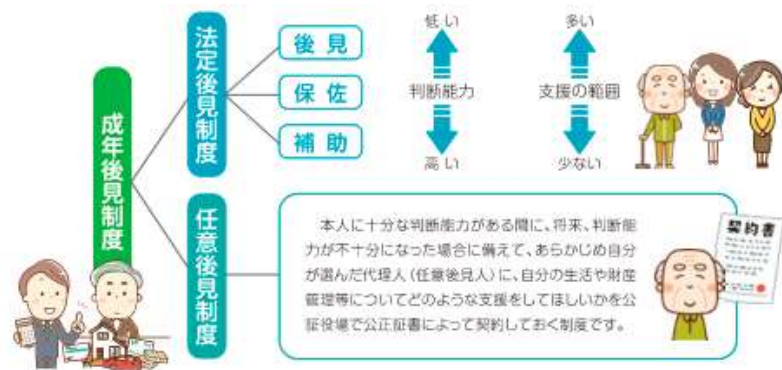 成年後見制度
法定後見制度
後見
保佐
補助
低い
判断能力
高い
多い
支援の範囲
少ない
任意後見制度
本人に十分な判断能力がある間に、将来、判断能
力が不十分になった場合に備えて、あらかじめ自分
が選んだ代理人(任意後見人)に、自分の生活や財産
管理等についてどのような支援をしてほしいかを公
証役場で公正証書によって契約しておく制度です。
契約書